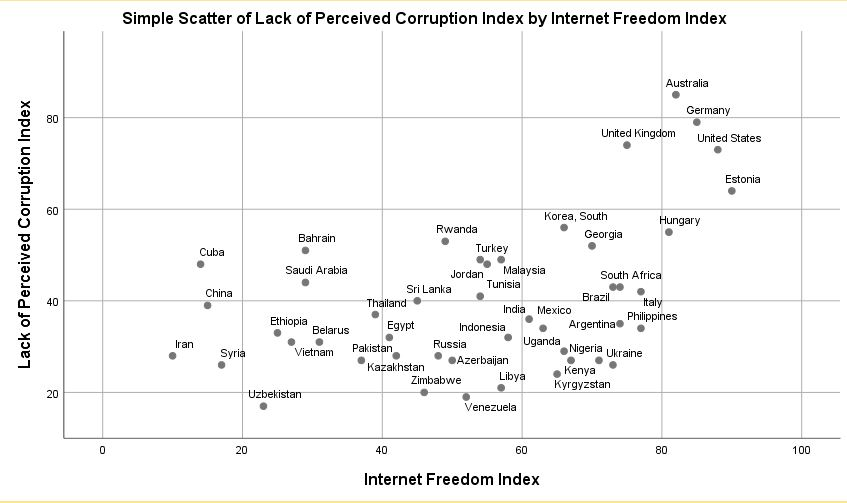 Simple Scatter of Lack of Perceived Corruption Index by Internet Freedom Index
Lack of Perceived Corruption Index
80
60
40
20
Australia
Germany
United Kingdom
United States
Estonia
Korea, South
Hungary
Rwanda
Georgia
Bahrain
Turkey
Cuba
Saudi Arabia
Jordan
Malaysia
South Africa
Tunisia
China
Sri Lanka
Brazil
Thailand
Italy
India
Mexico
Philippines
Ethiopia
Belarus
Egypt
Indonesia
Argentina
Iran
Vietnam
Pakistan
Russia
Uganda
Nigeria
Syria
Kazakhstan
Azerbaijan
Ukraine
Kenya
Uzbekistan
Zimbabwe
Libya
Kyrgyzstan
Venezuela
0
20
40
60
80
100
Internet Freedom Index